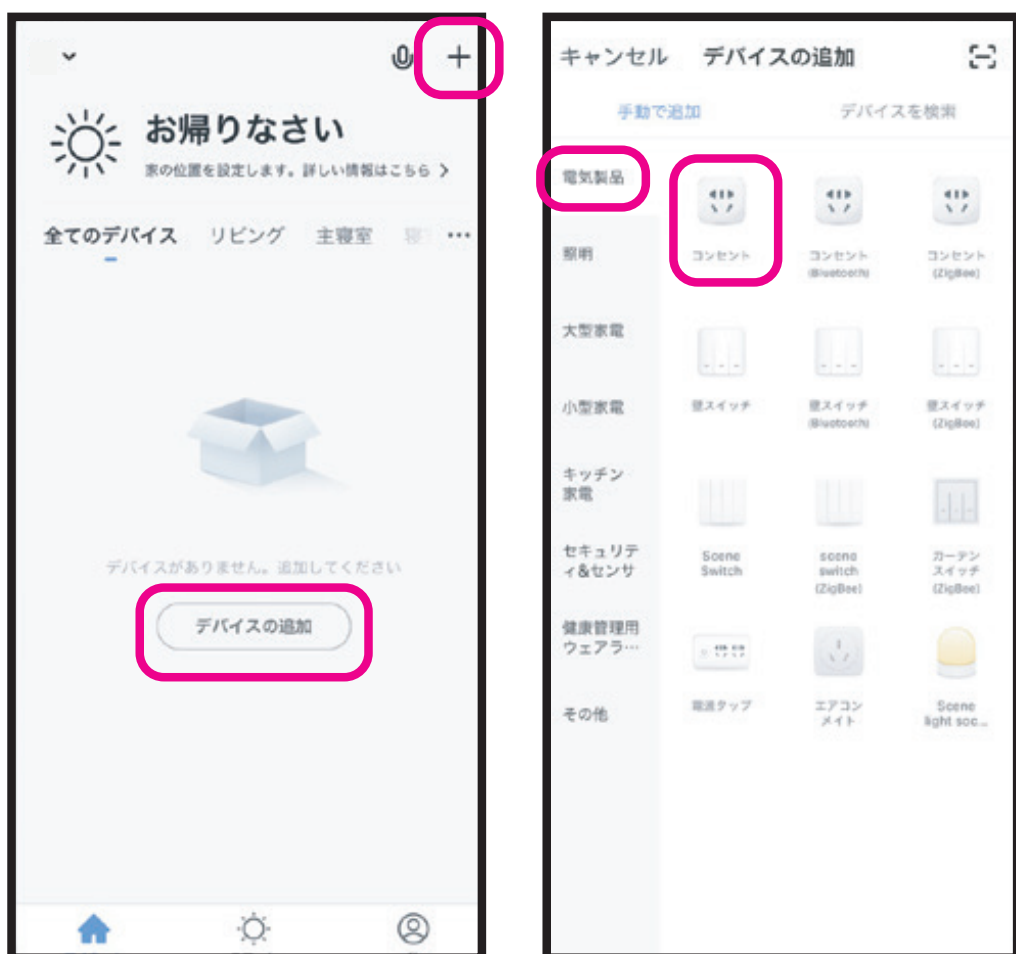 お帰りなさい
家の位置を設定します。詳しい情報はこちら
全てのデバイス リビング 主寝室 寝
デバイスがありません。追加してください
デバイスの追加
キャンセル デバイスの追加
手動で追加 デバイスを検索
電気製品
照明
大型家電
小型家電
キッチン
家電
セキュリテ
ィ&センサ
健康管理用
ウェアラ…
その他
コンセント
コンセント
(Bluetooth)
コンセント
(ZigBee)
壁スイッチ
壁スイッチ
(Bluetooth)
壁スイッチ
(ZigBee)
Scene
Switch
scene
switch
(ZigBee)
カーテン
スイッチ
(ZigBee)
電源タップ
エアコン
メイト
Scene
light soc...